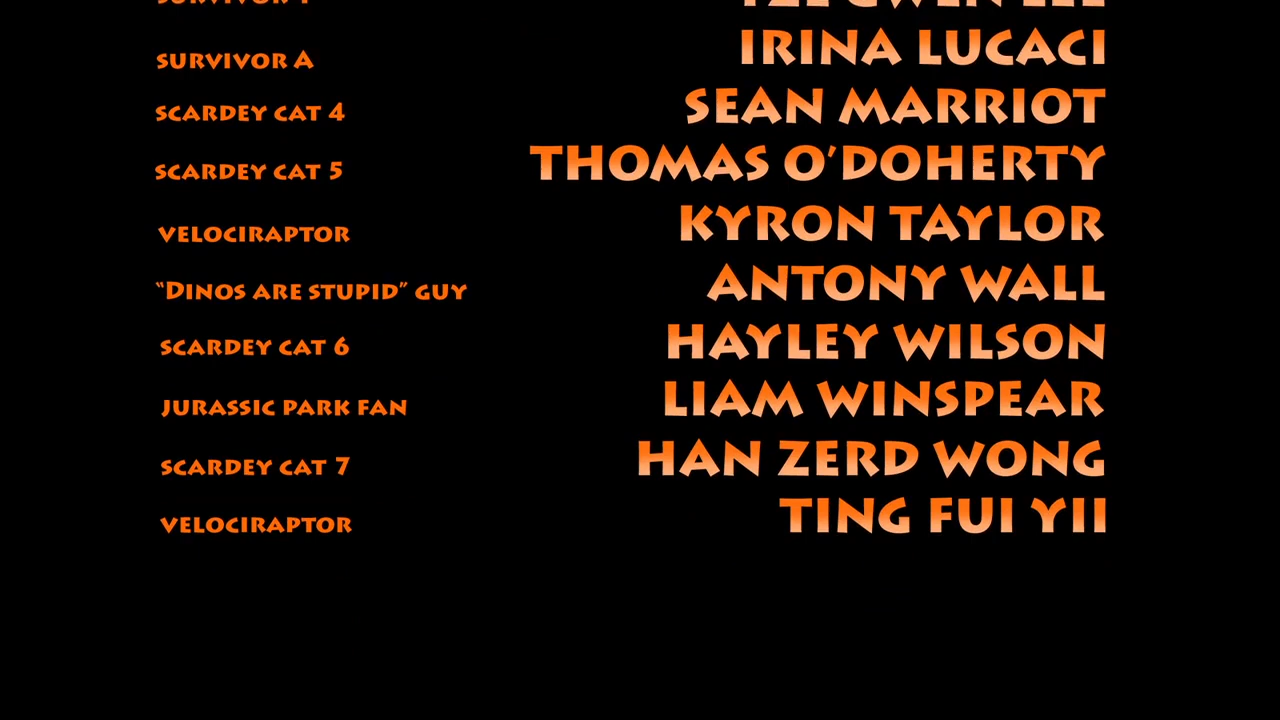 SURVIVOR A IRINA LUCACI
SCARDEY CAT 4 SEAN MARRIOT
SCARDEY CAT 5 THOMAS O'DOHERTY
VELOCIRAPTOR KYRON TAYLOR
"DINOS ARE STUPID" GUY ANTONY WALL
SCARDEY CAT 6 HAYLEY WILSON
JURASSIC PARK FAN LIAM WINSPEAR
SCARDEY CAT 7 HAN ZERD WONG
VELOCIRAPTOR TING FUI YII